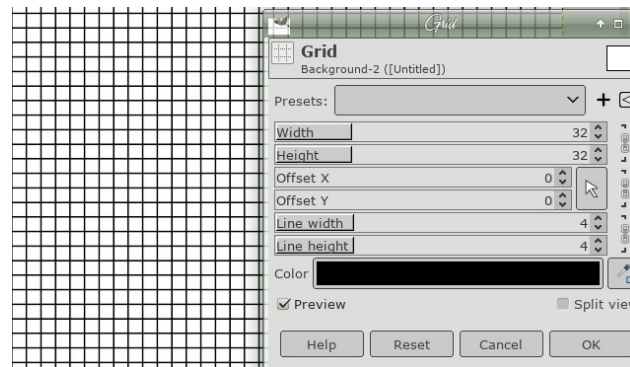 Grid
Grid
Background-2 ([Untitled])
Presets:
Width 32
Height 32
Offset X 0
Offset Y 0
Line width 4
Line height 4
Color
Preview
Split view
Help Reset Cancel OK